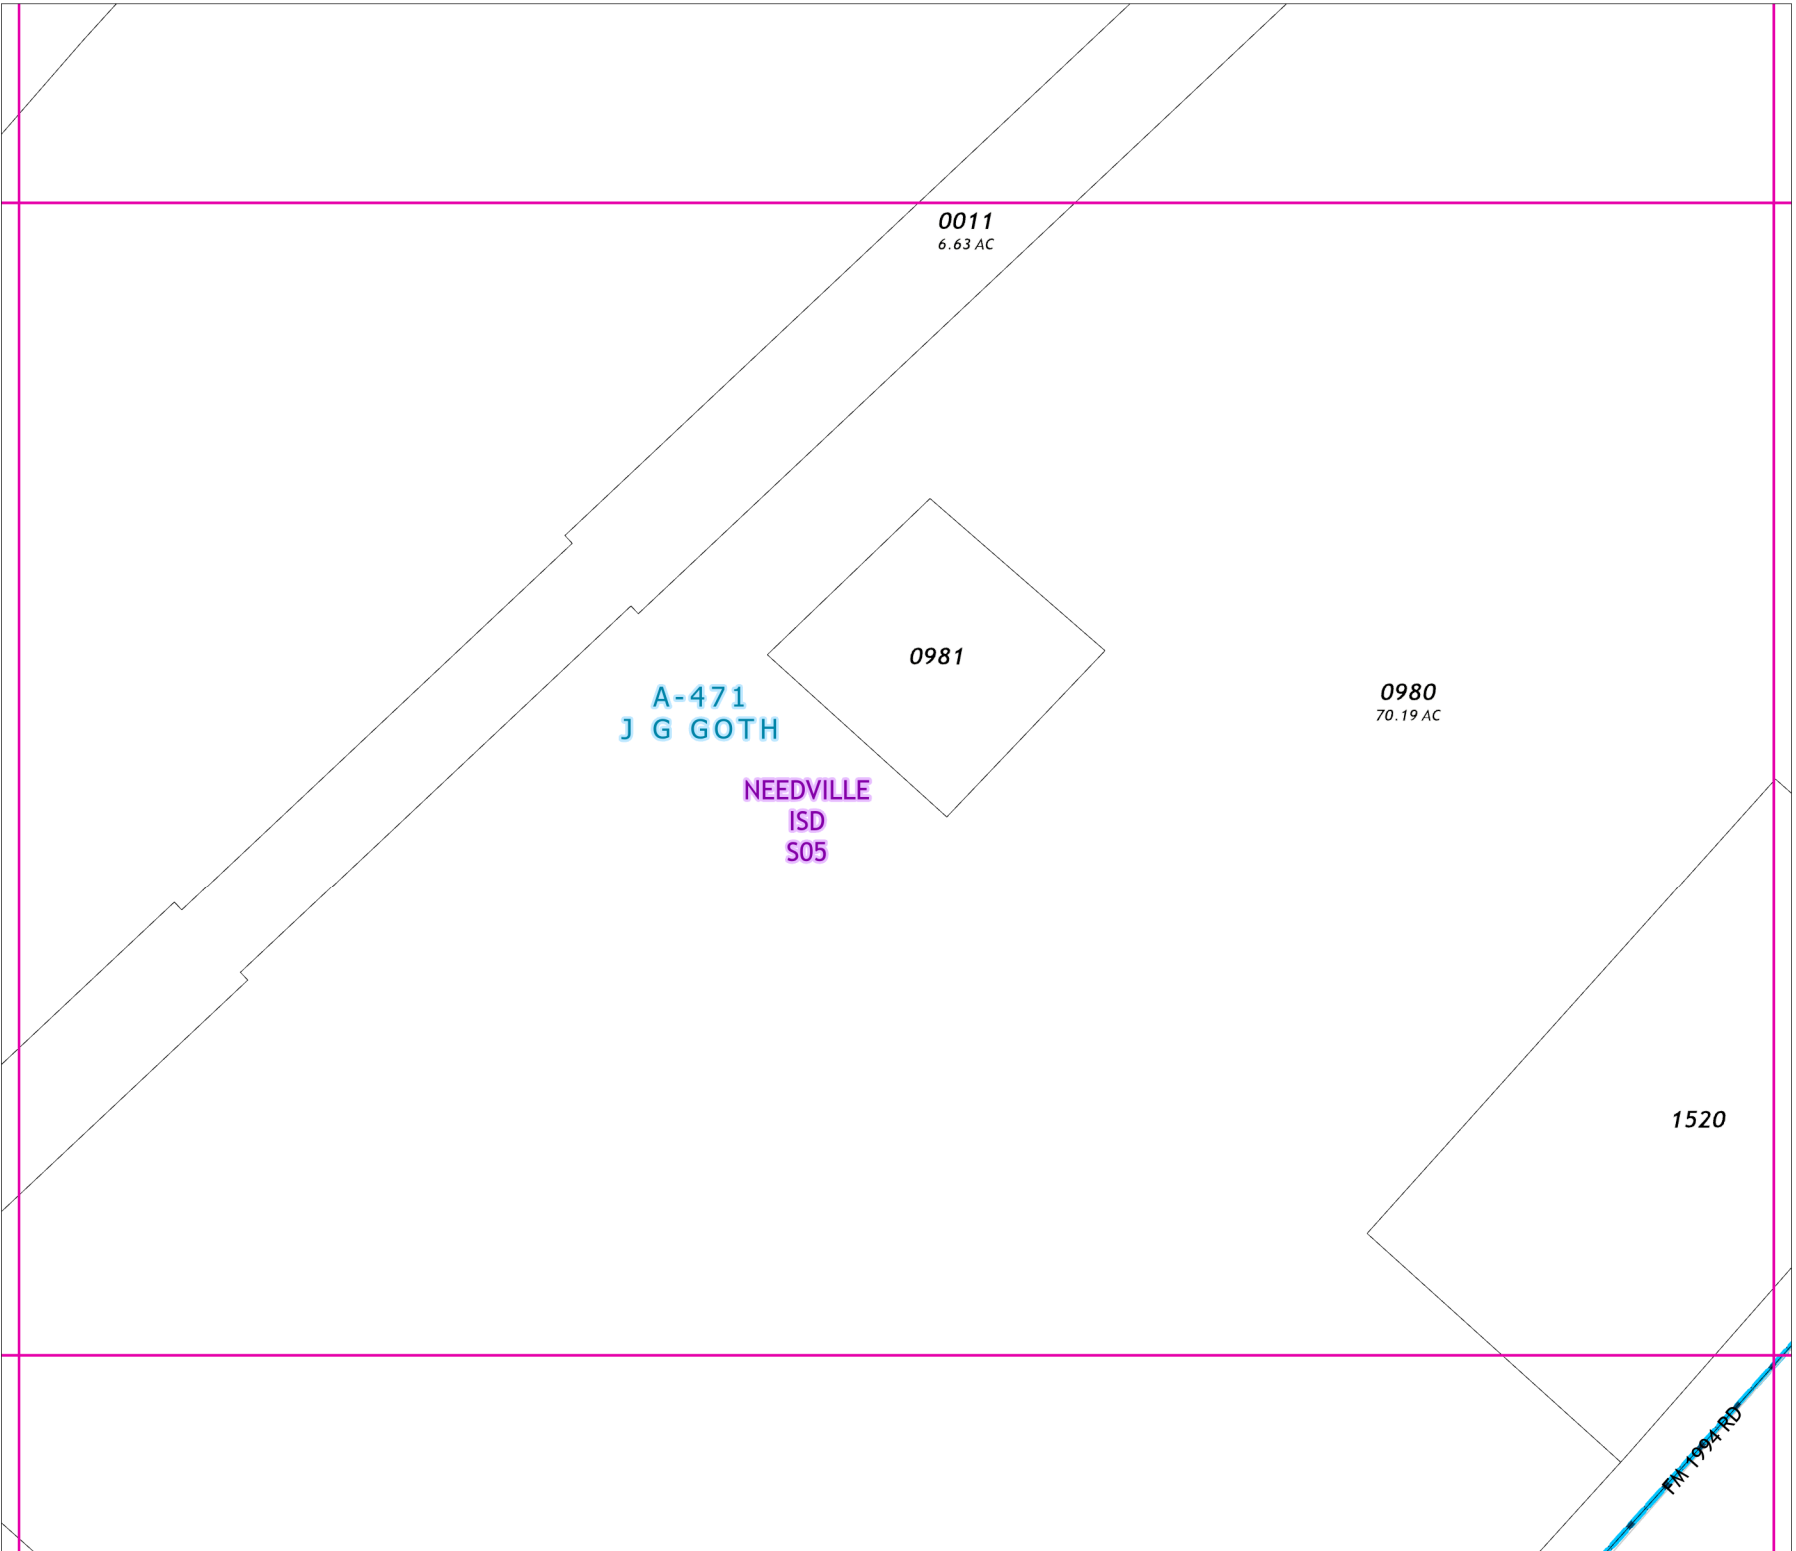 0011
6.63 AC
0981
A-471
J G GOTH
0980
70.19 AC
NEEDVILLE
ISD
S05
1520
FM 1994 RD